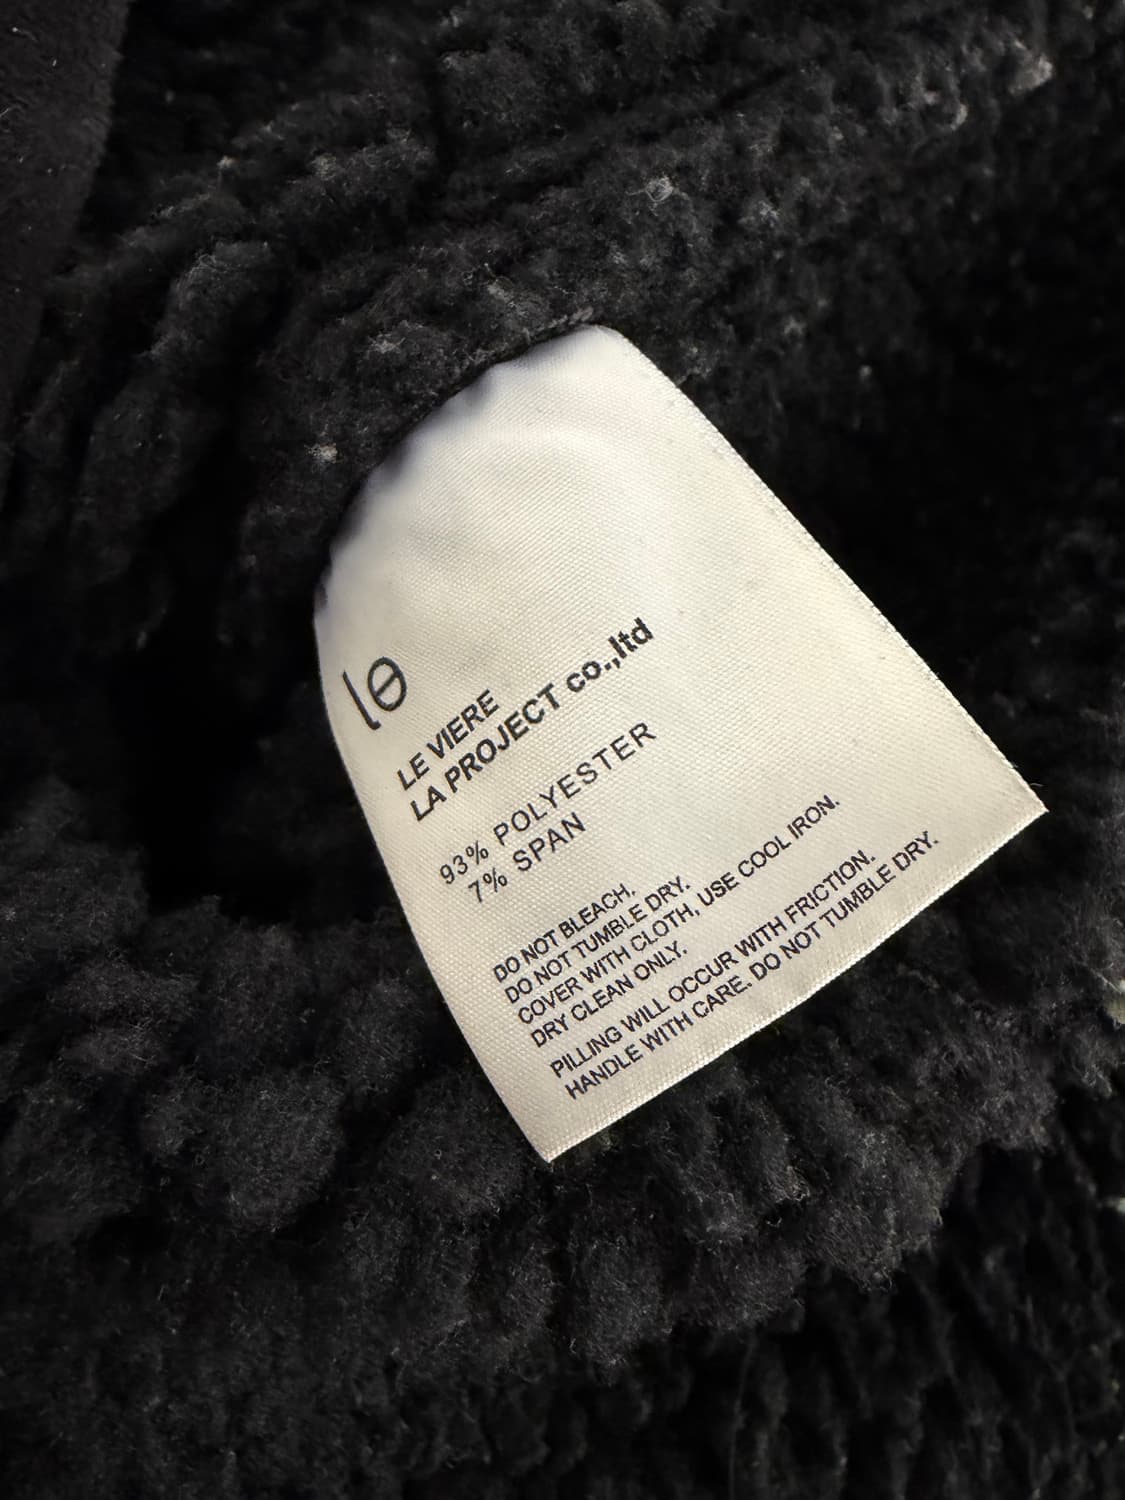 le
LE VIERE
LA PROJECT co.,ltd
93% POLYESTER
7% SPAN
DO NOT BLEACH.
DO NOT TUMBLE DRY.
COVER WITH CLOTH, USE COOL IRON.
DRY CLEAN ONLY.
PILLING WILL OCCUR WITH FRICTION.
HANDLE WITH CARE. DO NOT TUMBLE DRY.